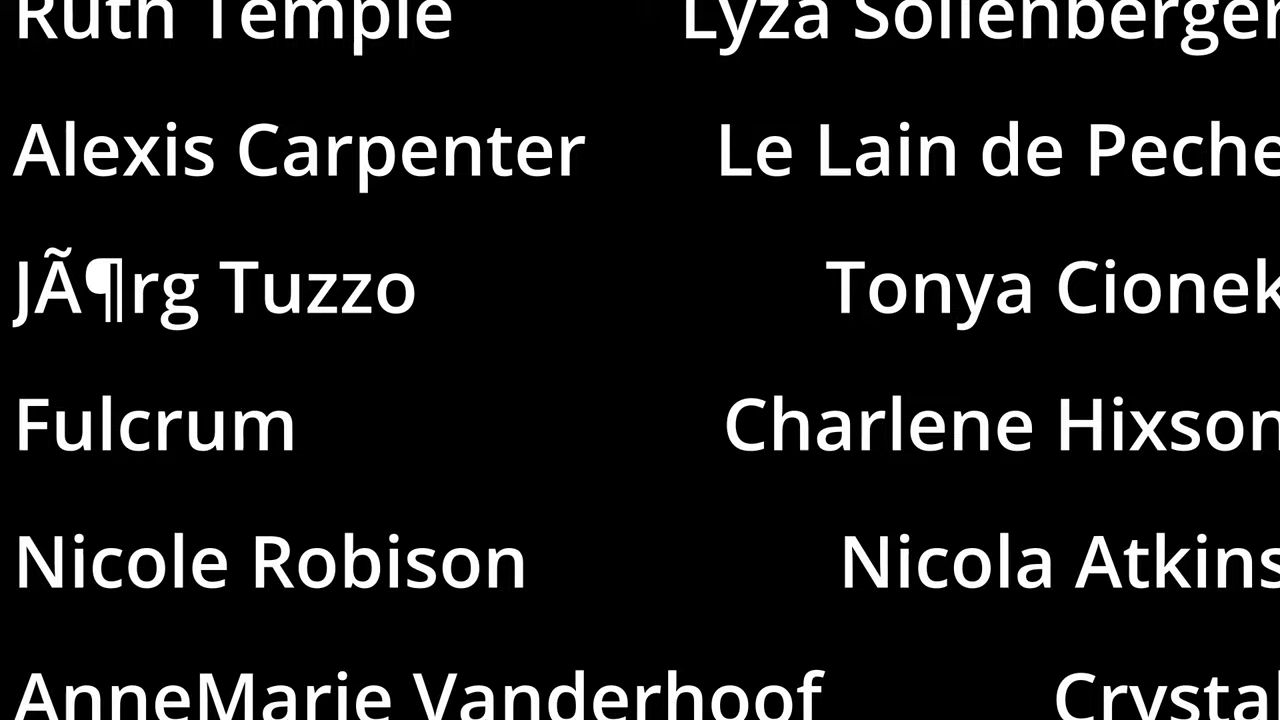 Ruth Temple Lyza Sollenberger
Alexis Carpenter Le Lain de Peche
JÃ¶rg Tuzzo Tonya Cionek
Fulcrum Charlene Hixson
Nicole Robison Nicola Atkins
AnneMarie Vanderhoof Crystal